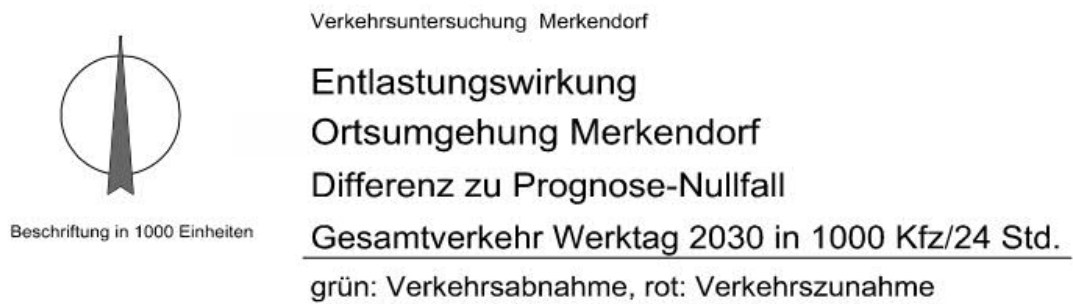 Verkehrsuntersuchung Merkendorf
Entlastungswirkung
Ortsumgehung Merkendorf
Differenz zu Prognose-Nullfall
Beschriftung in 1000 Einheiten
Gesamtverkehr Werktag 2030 in 1000 Kfz/24 Std.
grün: Verkehrsabnahme, rot: Verkehrszunahme